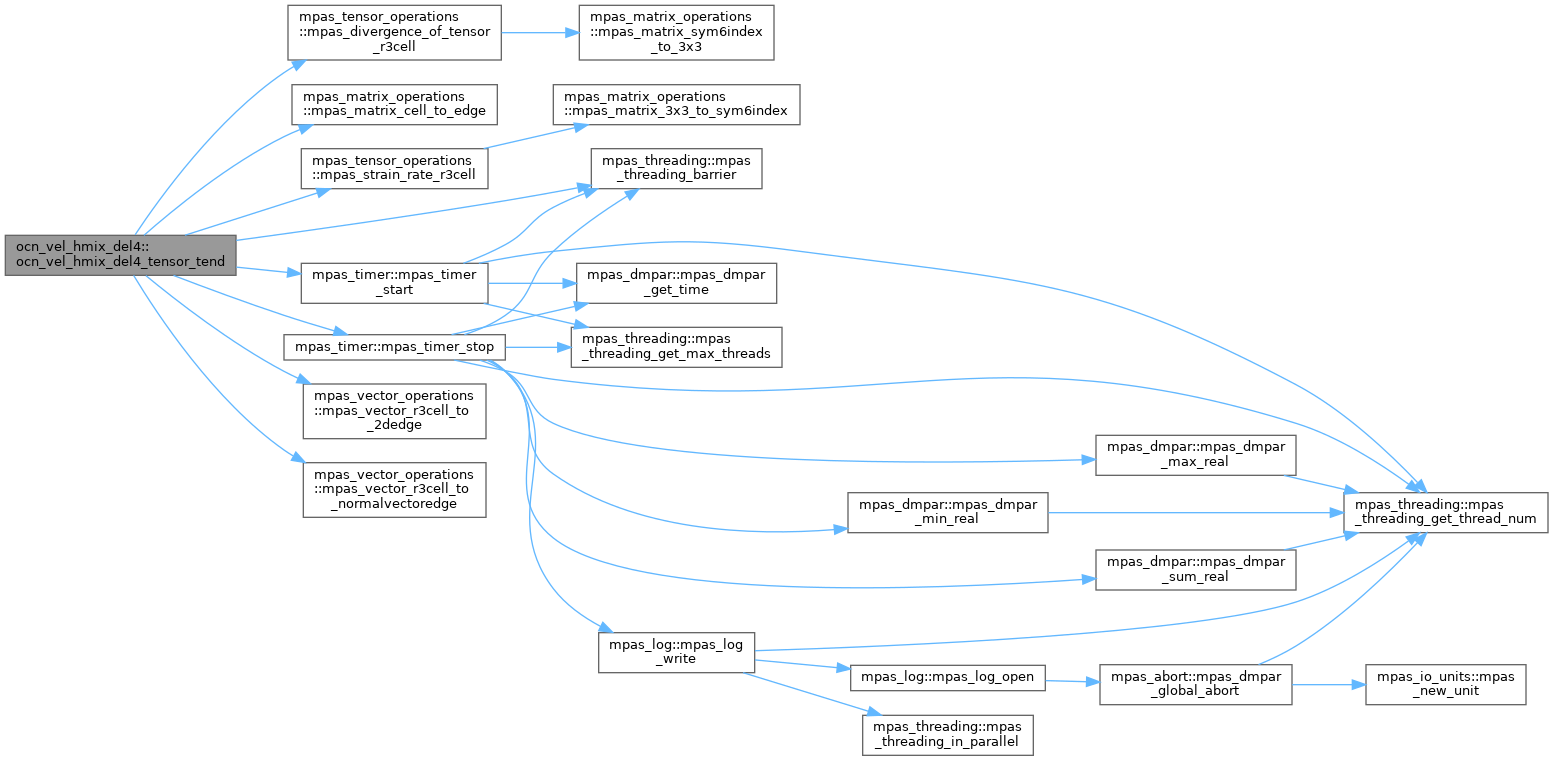 mpas_tensor_operations
::mpas_divergence_of_tensor
_r3cell
mpas_matrix_operations
::mpas_matrix_sym6index
_to_3x3
mpas_matrix_operations
::mpas_matrix_cell_to_edge
mpas_matrix_operations
::mpas_matrix_3x3_to_sym6index
mpas_tensor_operations
::mpas_strain_rate_r3cell
mpas_threading::mpas
_threading_barrier
ocn_vel_hmix_del4::
ocn_vel_hmix_del4_tensor_tend
mpas_timer::mpas_timer
_start
mpas_dmpar::mpas_dmpar
_get_time
mpas_timer::mpas_timer_stop
mpas_threading::mpas
_threading_get_max_threads
mpas_vector_operations
::mpas_vector_r3cell_to
_2dedge
mpas_vector_operations
::mpas_vector_r3cell_to
_normalvectoredge
mpas_dmpar::mpas_dmpar
_max_real
mpas_dmpar::mpas_dmpar
_min_real
mpas_threading::mpas
_threading_get_thread_num
mpas_dmpar::mpas_dmpar
_sum_real
mpas_log::mpas_log
_write
mpas_log::mpas_log_open
mpas_abort::mpas_dmpar
_global_abort
mpas_io_units::mpas
_new_unit
mpas_threading::mpas
_threading_in_parallel